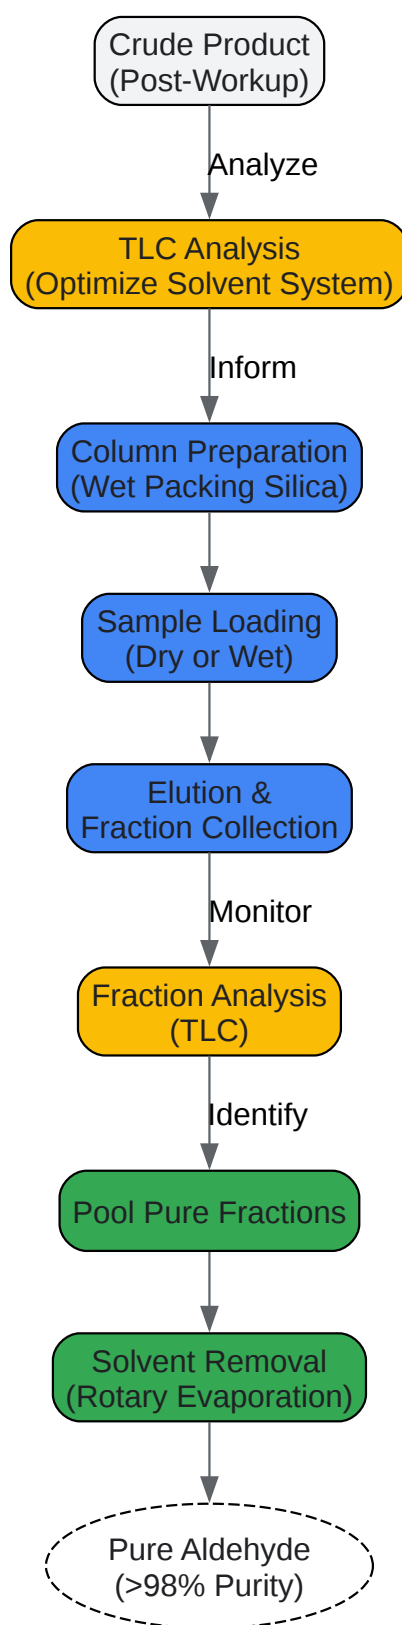 Crude Product
(Post-Workup)
Analyze
TLC Analysis
(Optimize Solvent System)
Inform
Column Preparation
(Wet Packing Silica)
Sample Loading
(Dry or Wet)
Elution &
Fraction Collection
Monitor
Fraction Analysis
(TLC)
Identify
Pool Pure Fractions
Solvent Removal
(Rotary Evaporation)
Pure Aldehyde
(>98% Purity)